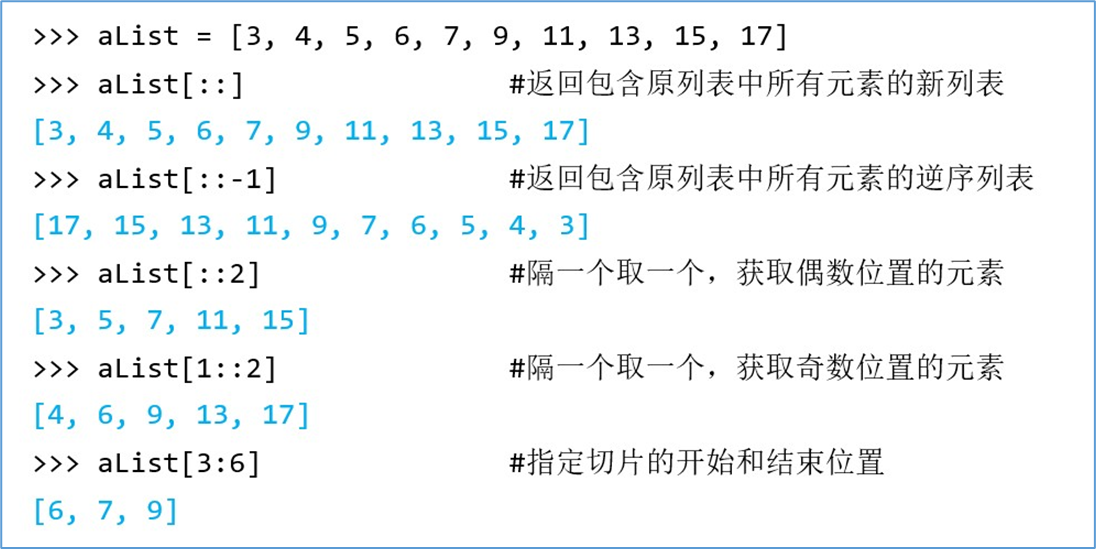 >>> aList = [3, 4, 5, 6, 7, 9, 11, 13, 15, 17]
>>> aList[::] #返回包含原列表中所有元素的新列表
[3, 4, 5, 6, 7, 9, 11, 13, 15, 17]
>>> aList[::-1] #返回包含原列表中所有元素的逆序列表
[17, 15, 13, 11, 9, 7, 6, 5, 4, 3]
>>> aList[::2] #隔一个取一个，获取偶数位置的元素
[3, 5, 7, 11, 15]
>>> aList[1::2] #隔一个取一个，获取奇数位置的元素
[4, 6, 9, 13, 17]
>>> aList[3:6] #指定切片的开始和结束位置
[6, 7, 9]